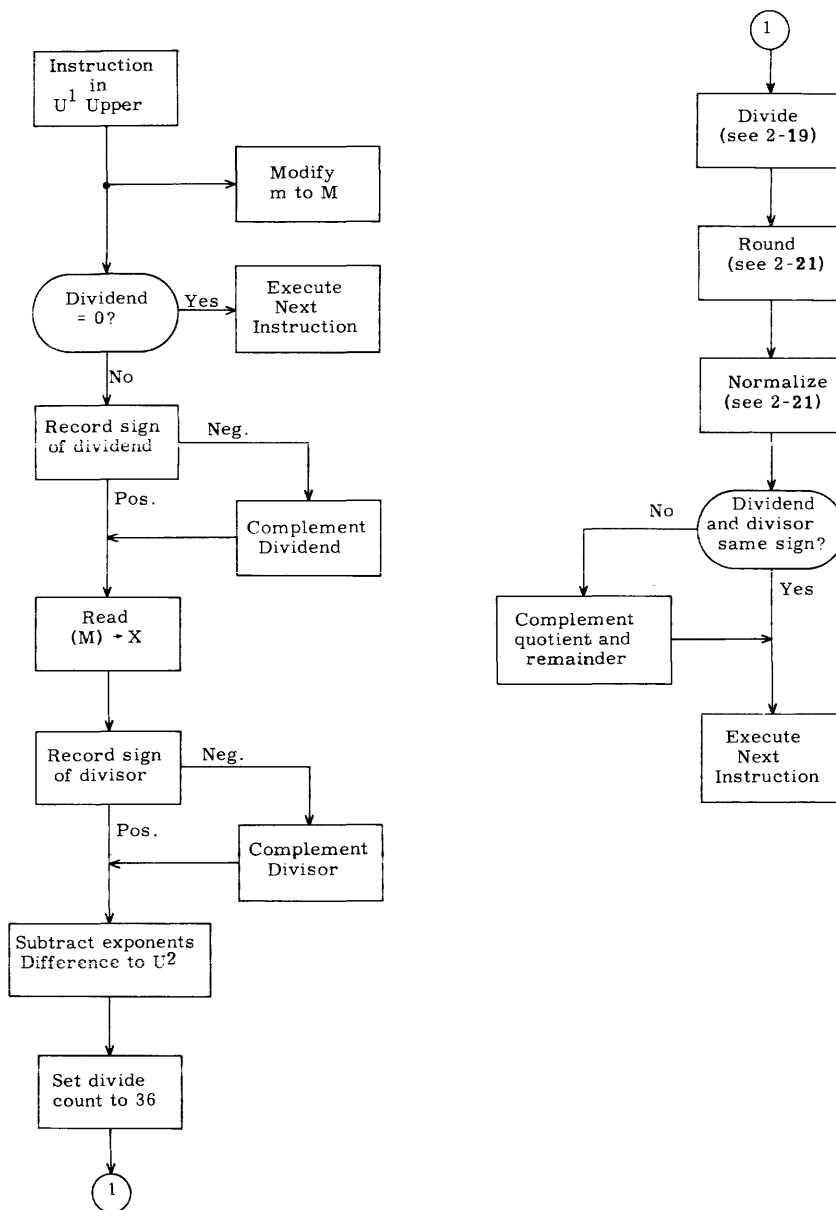 Instruction
in
U¹ Upper
Modify
m to M
Dividend
= 0?
Yes
Execute
Next
Instruction
No
Record sign
of dividend
Neg.
Pos.
Complement
Dividend
Read
(M) → X
Record sign
of divisor
Neg.
Pos.
Complement
Divisor
Subtract exponents
Difference to U²
Set divide
count to 36
1
1
Divide
(see 2-19)
Round
(see 2-21)
Normalize
(see 2-21)
Dividend
and divisor
same sign?
No
Yes
Complement
quotient and
remainder
Execute
Next
Instruction